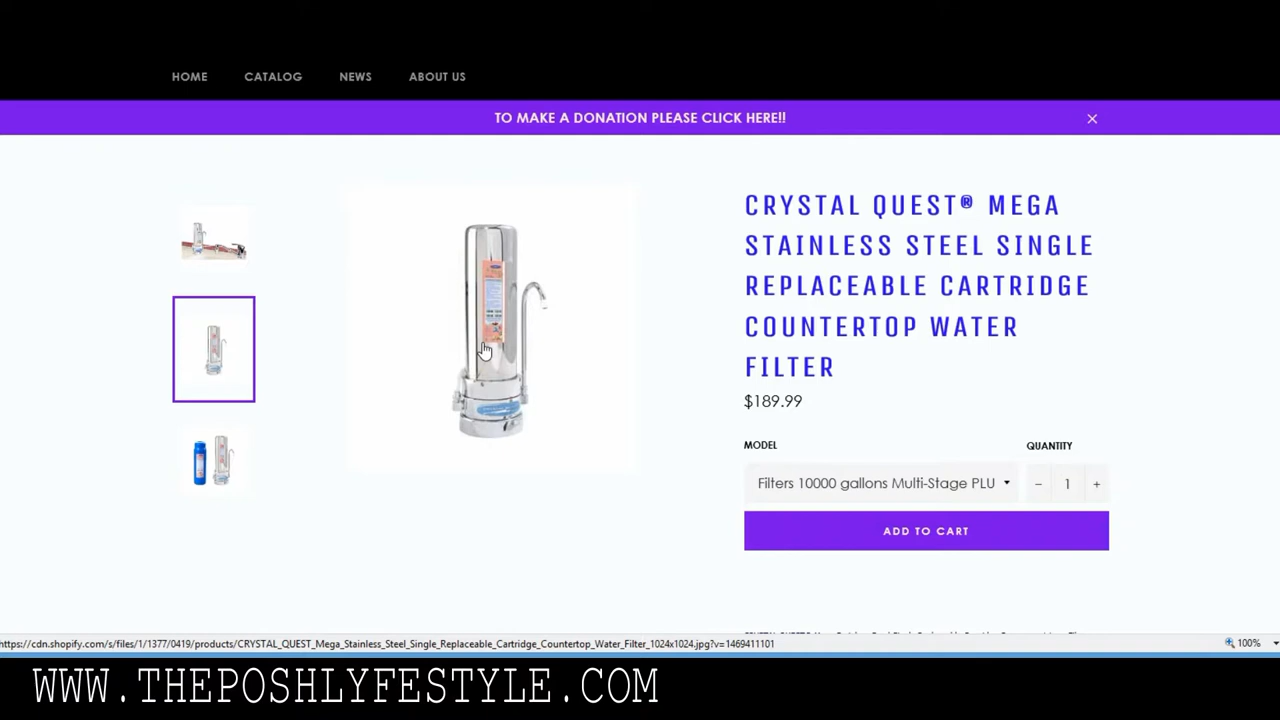 HOME CATALOG NEWS ABOUT US
TO MAKE A DONATION PLEASE CLICK HERE!! ×
CRYSTAL QUEST® MEGA
STAINLESS STEEL SINGLE
REPLACEABLE CARTRIDGE
COUNTERTOP WATER
FILTER
$189.99
MODEL QUANTITY
Filters 10000 gallons Multi-Stage PLU − 1 +
ADD TO CART
https://cdn.shopify.com/s/files/1/1377/0419/products/CRYSTAL_QUEST_Mega_Stainless_Steel_Single_Replaceable_Cartridge_Countertop_Water_Filter_1024x1024.jpg?v=1469411101 100%
WWW.THEPOSHLYFESTYLE.COM